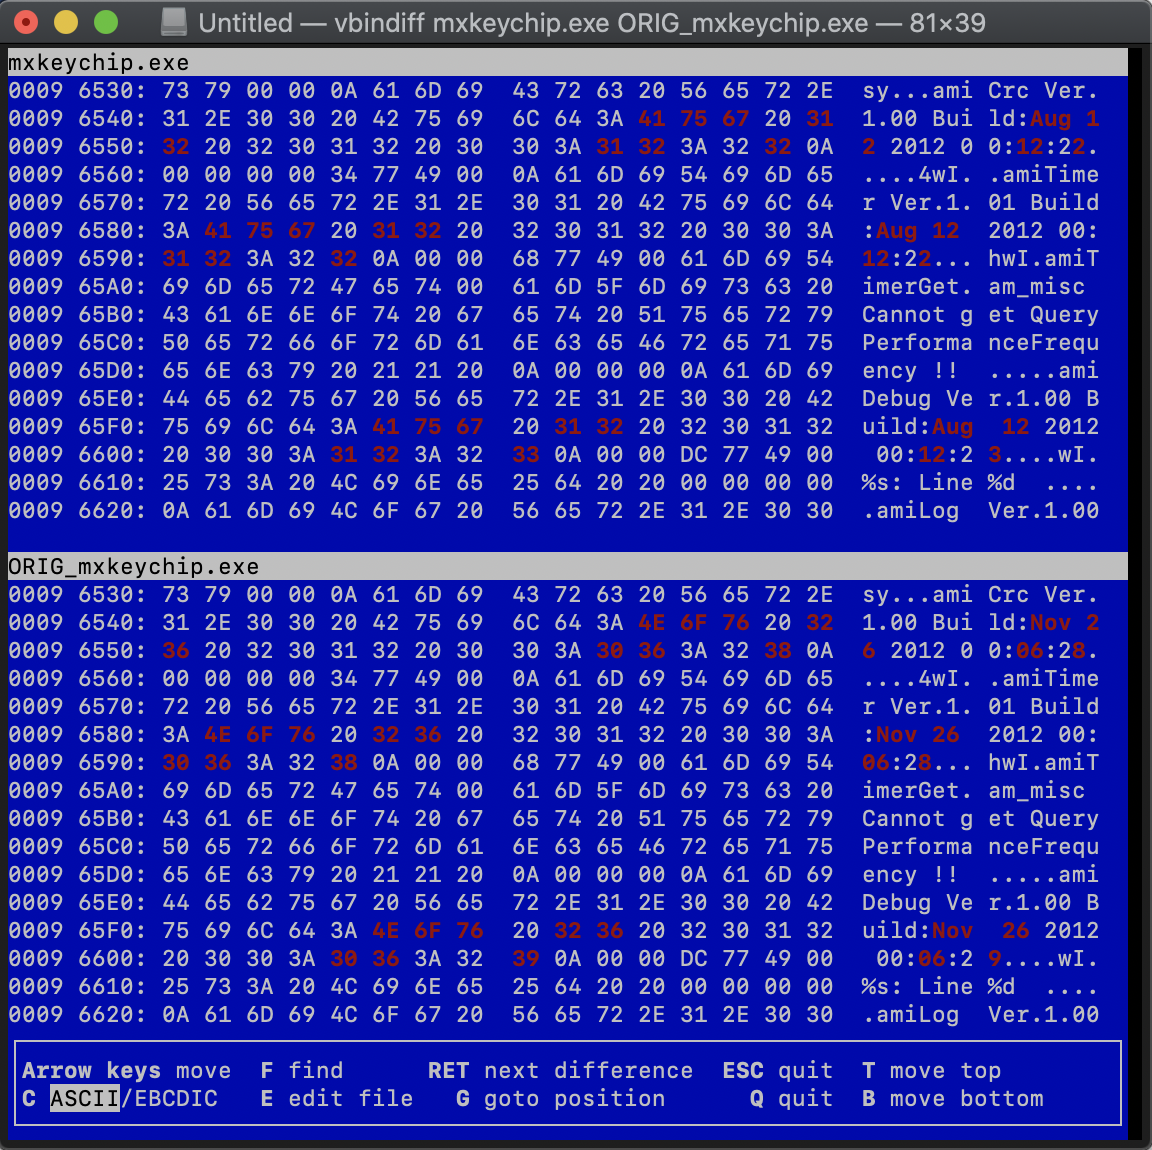 Untitled — vbindiff mxkeychip.exe ORIG_mxkeychip.exe — 81×39
mxkeychip.exe
0009 6530: 73 79 00 00 0A 61 6D 69  43 72 63 20 56 65 72 2E  sy...ami Crc Ver.
0009 6540: 31 2E 30 30 20 42 75 69  6C 64 3A 41 75 67 20 31  1.00 Bui ld:Aug 1
0009 6550: 32 20 32 30 31 32 20 30  30 3A 31 32 3A 32 32 0A  2 2012 0 0:12:22.
0009 6560: 00 00 00 00 34 77 49 00  0A 61 6D 69 54 69 6D 65  ....4wI. .amiTime
0009 6570: 72 20 56 65 72 2E 31 2E  30 31 20 42 75 69 6C 64  r Ver.1. 01 Build
0009 6580: 3A 41 75 67 20 31 32 20  32 30 31 32 20 30 30 3A  :Aug 12  2012 00:
0009 6590: 31 32 3A 32 32 0A 00 00  68 77 49 00 61 6D 69 54  12:22... hwI.amiT
0009 65A0: 69 6D 65 72 47 65 74 00  61 6D 5F 6D 69 73 63 20  imerGet. am_misc
0009 65B0: 43 61 6E 6E 6F 74 20 67  65 74 20 51 75 65 72 79  Cannot g et Query
0009 65C0: 50 65 72 66 6F 72 6D 61  6E 63 65 46 72 65 71 75  Performa nceFrequ
0009 65D0: 65 6E 63 79 20 21 21 20  0A 00 00 00 0A 61 6D 69  ency !!  .....ami
0009 65E0: 44 65 62 75 67 20 56 65  72 2E 31 2E 30 30 20 42  Debug Ve r.1.00 B
0009 65F0: 75 69 6C 64 3A 41 75 67  20 31 32 20 32 30 31 32  uild:Aug  12 2012
0009 6600: 20 30 30 3A 31 32 3A 32  33 0A 00 00 DC 77 49 00   00:12:2 3....wI.
0009 6610: 25 73 3A 20 4C 69 6E 65  25 64 20 20 00 00 00 00  %s: Line %d  ....
0009 6620: 0A 61 6D 69 4C 6F 67 20  56 65 72 2E 31 2E 30 30  .amiLog  Ver.1.00
ORIG_mxkeychip.exe
0009 6530: 73 79 00 00 0A 61 6D 69  43 72 63 20 56 65 72 2E  sy...ami Crc Ver.
0009 6540: 31 2E 30 30 20 42 75 69  6C 64 3A 4E 6F 76 20 32  1.00 Bui ld:Nov 2
0009 6550: 36 20 32 30 31 32 20 30  30 3A 30 36 3A 32 38 0A  6 2012 0 0:06:28.
0009 6560: 00 00 00 00 34 77 49 00  0A 61 6D 69 54 69 6D 65  ....4wI. .amiTime
0009 6570: 72 20 56 65 72 2E 31 2E  30 31 20 42 75 69 6C 64  r Ver.1. 01 Build
0009 6580: 3A 4E 6F 76 20 32 36 20  32 30 31 32 20 30 30 3A  :Nov 26  2012 00:
0009 6590: 30 36 3A 32 38 0A 00 00  68 77 49 00 61 6D 69 54  06:28... hwI.amiT
0009 65A0: 69 6D 65 72 47 65 74 00  61 6D 5F 6D 69 73 63 20  imerGet. am_misc
0009 65B0: 43 61 6E 6E 6F 74 20 67  65 74 20 51 75 65 72 79  Cannot g et Query
0009 65C0: 50 65 72 66 6F 72 6D 61  6E 63 65 46 72 65 71 75  Performa nceFrequ
0009 65D0: 65 6E 63 79 20 21 21 20  0A 00 00 00 0A 61 6D 69  ency !!  .....ami
0009 65E0: 44 65 62 75 67 20 56 65  72 2E 31 2E 30 30 20 42  Debug Ve r.1.00 B
0009 65F0: 75 69 6C 64 3A 4E 6F 76  20 32 36 20 32 30 31 32  uild:Nov  26 2012
0009 6600: 20 30 30 3A 30 36 3A 32  39 0A 00 00 DC 77 49 00   00:06:2 9....wI.
0009 6610: 25 73 3A 20 4C 69 6E 65  25 64 20 20 00 00 00 00  %s: Line %d  ....
0009 6620: 0A 61 6D 69 4C 6F 67 20  56 65 72 2E 31 2E 30 30  .amiLog  Ver.1.00
Arrow keys move  F find      RET next difference  ESC quit  T move top
C ASCII/EBCDIC   E edit file   G goto position      Q quit  B move bottom